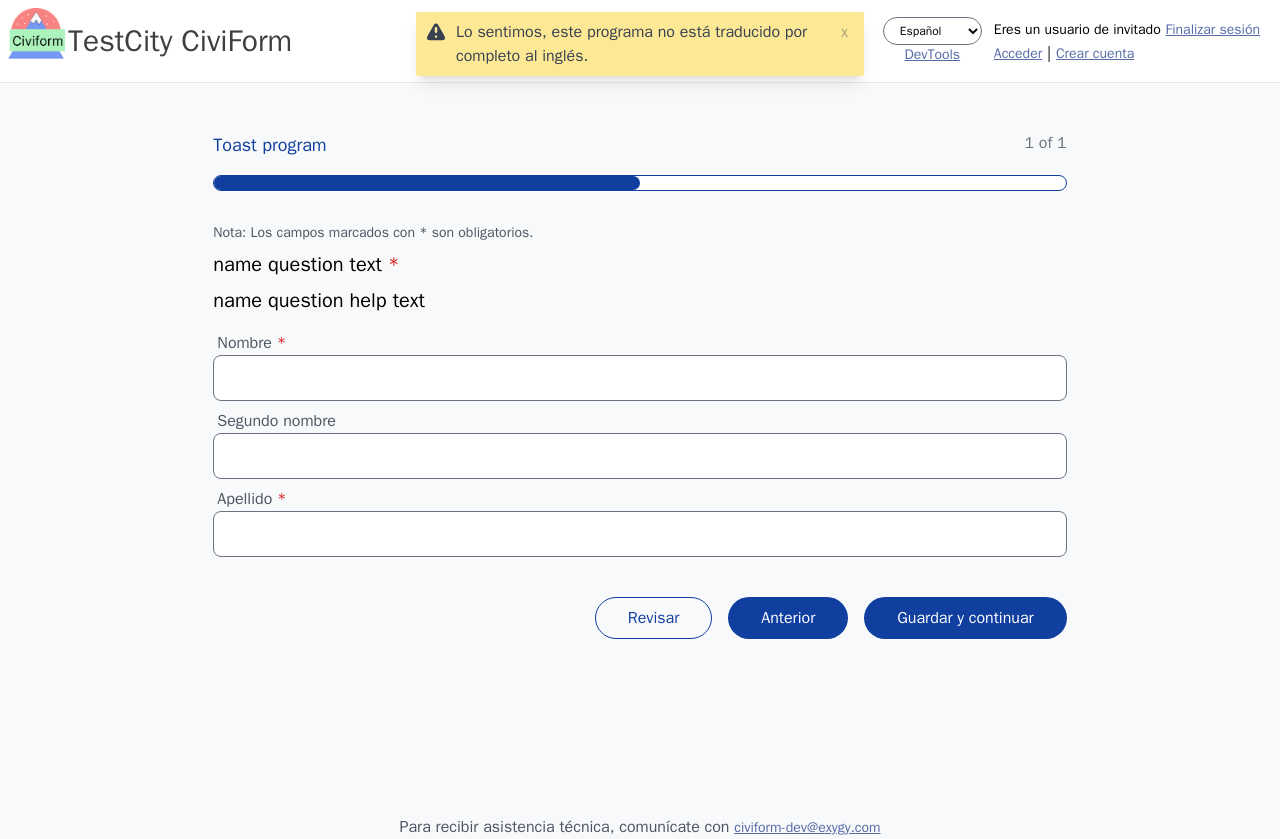 Civiform
TestCity CiviForm
Lo sentimos, este programa no está traducido por
completo al inglés.
x
Español
DevTools
Eres un usuario de invitado Finalizar sesión
Acceder | Crear cuenta
Toast program
1 of 1
Nota: Los campos marcados con * son obligatorios.
name question text *
name question help text
Nombre *
Segundo nombre
Apellido *
Revisar
Anterior
Guardar y continuar
Para recibir asistencia técnica, comunícate con civiform-dev@exygy.com